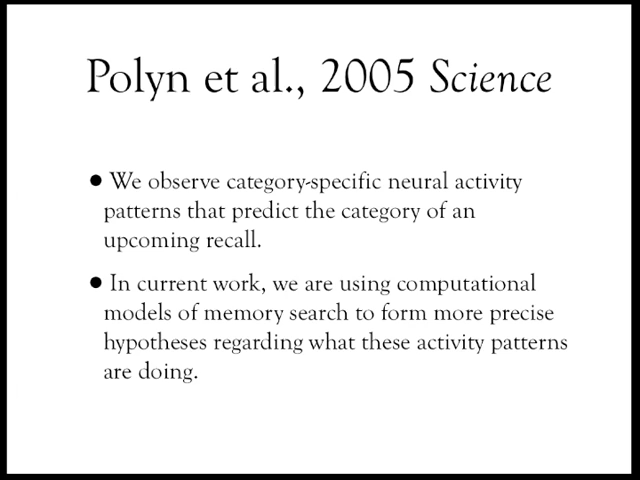 Polyn et al., 2005 Science
• We observe category-specific neural activity
patterns that predict the category of an
upcoming recall.
• In current work, we are using computational
models of memory search to form more precise
hypotheses regarding what these activity patterns
are doing.